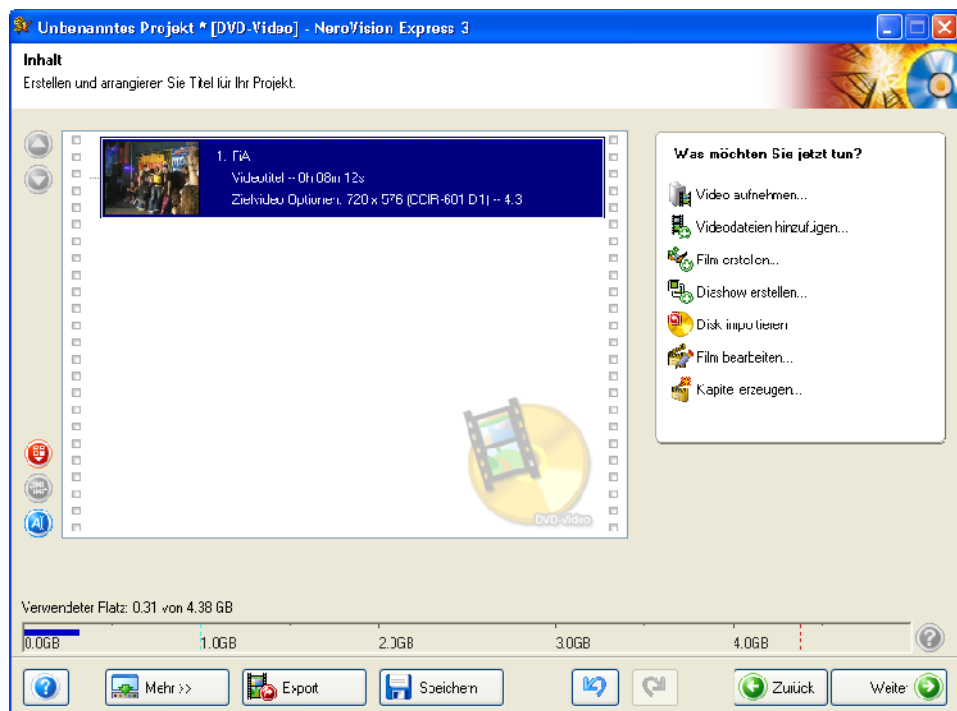 Unbenanntes Projekt * [DVD-Video] - NeroVision Express 3
Inhalt
Erstellen und arrangieren Sie Titel für Ihr Projekt.
1. FiA
Videotitel -- 0h 08m 12s
Zielvideo Optionen: 720 x 576 (CCIR-601 D1) -- 4:3
DVD-Video
Was möchten Sie jetzt tun?
Video aufnehmen...
Videodateien hinzufügen...
Film erstellen...
Diashow erstellen...
Disk importieren
Film bearbeiten...
Kapitel erzeugen...
Verwendeter Platz: 0.31 von 4.38 GB
0.0GB 1.0GB 2.0GB 3.0GB 4.0GB
Mehr >> Export Speichern Zurück Weiter